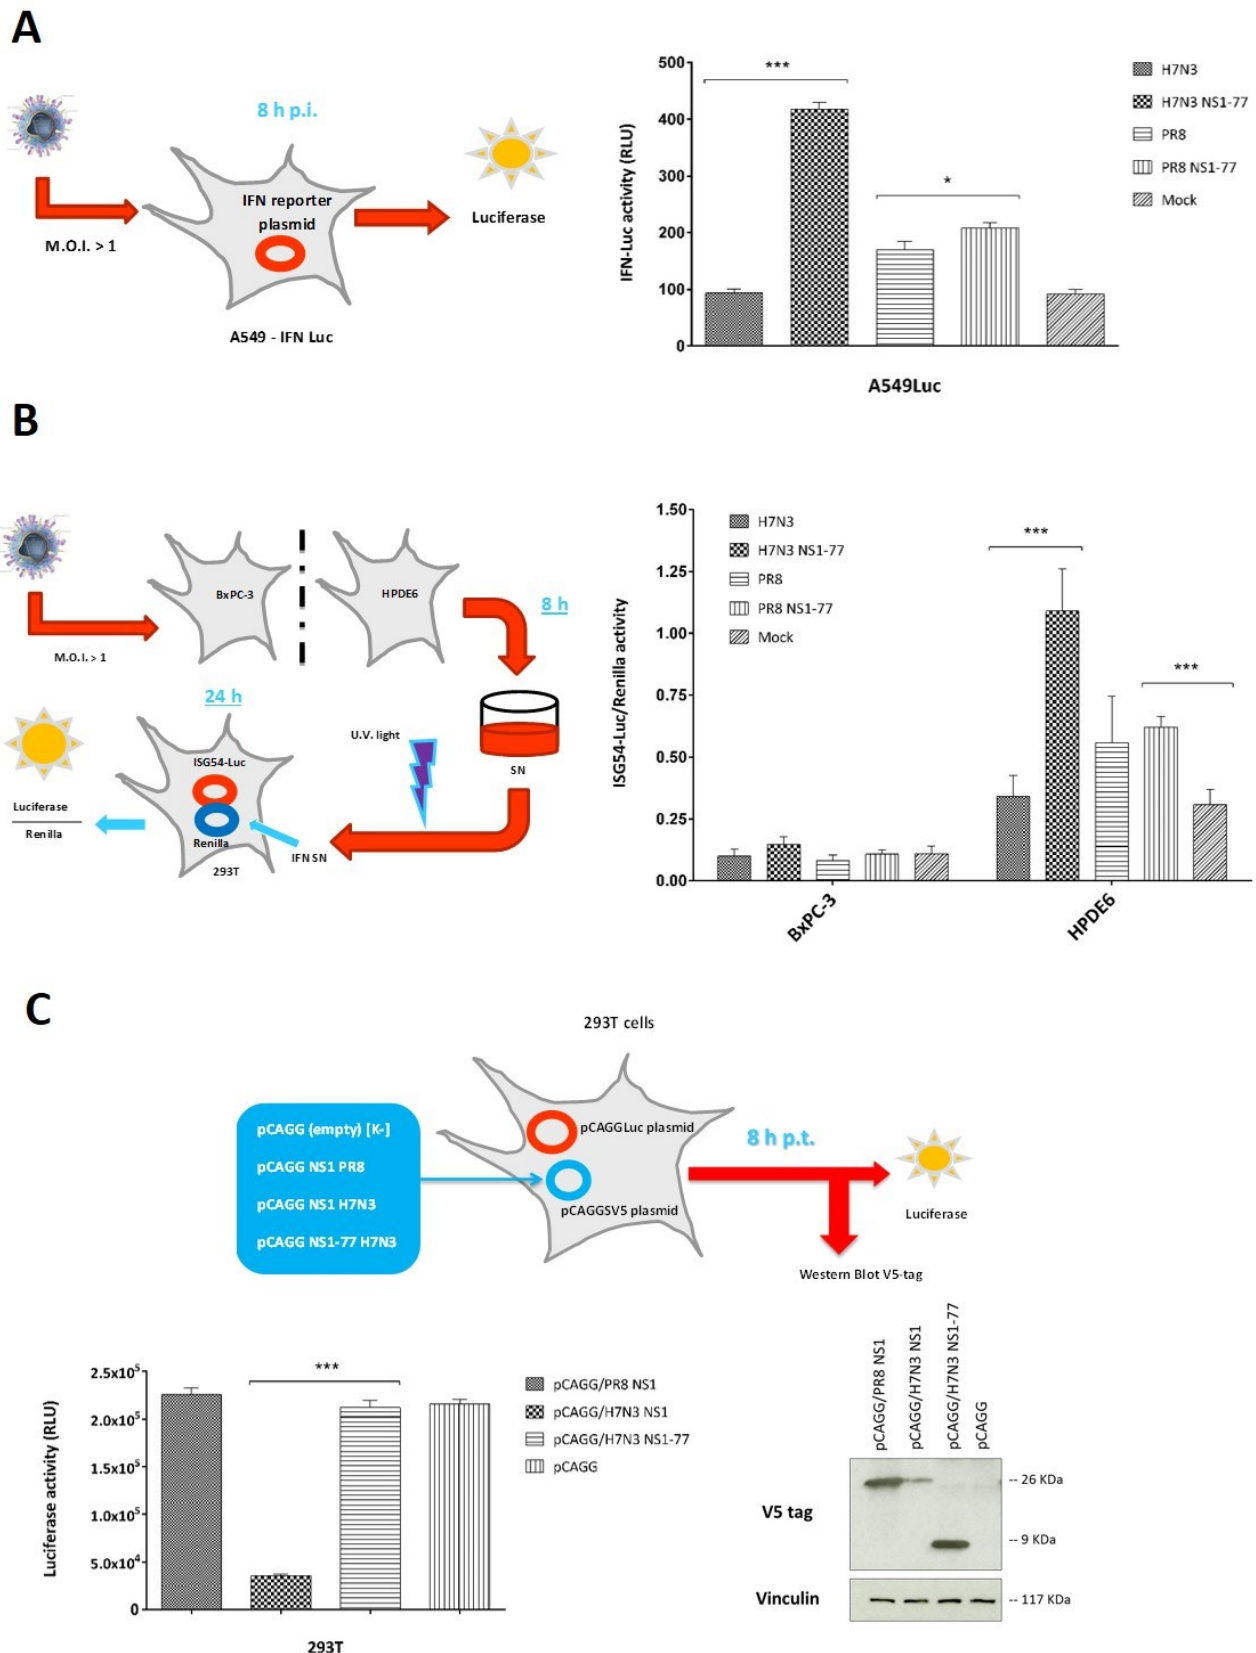 A
8 h p.i.
IFN reporter
plasmid
M.O.I. > 1
Luciferase
A549 - IFN Luc
IFN-Luc activity (RLU)
500
400
300
200
100
0
***
*
H7N3
H7N3 NS1-77
PR8
PR8 NS1-77
Mock
A549Luc
B
BxPC-3
HPDE6
8 h
M.O.I. > 1
24 h
U.V. light
SN
ISG54-Luc
Renilla
293T
IFN SN
Luciferase
Renilla
ISG54-Luc/Renilla activity
1.50
1.25
1.00
0.75
0.50
0.25
0.00
H7N3
H7N3 NS1-77
PR8
PR8 NS1-77
Mock
***
***
BxPC-3
HPDE6
C
293T cells
pCAGG (empty) [K-]
pCAGG NS1 PR8
pCAGG NS1 H7N3
pCAGG NS1-77 H7N3
pCAGGLuc plasmid
pCAGGSV5 plasmid
8 h p.t.
Luciferase
Western Blot V5-tag
Luciferase activity (RLU)
2.5x10⁵
2.0x10⁵
1.5x10⁵
1.0x10⁵
5.0x10⁴
0
***
293T
pCAGG/PR8 NS1
pCAGG/H7N3 NS1
pCAGG/H7N3 NS1-77
pCAGG
pCAGG/PR8 NS1
pCAGG/H7N3 NS1
pCAGG/H7N3 NS1-77
pCAGG
V5 tag
-- 26 KDa
-- 9 KDa
Vinculin
-- 117 KDa